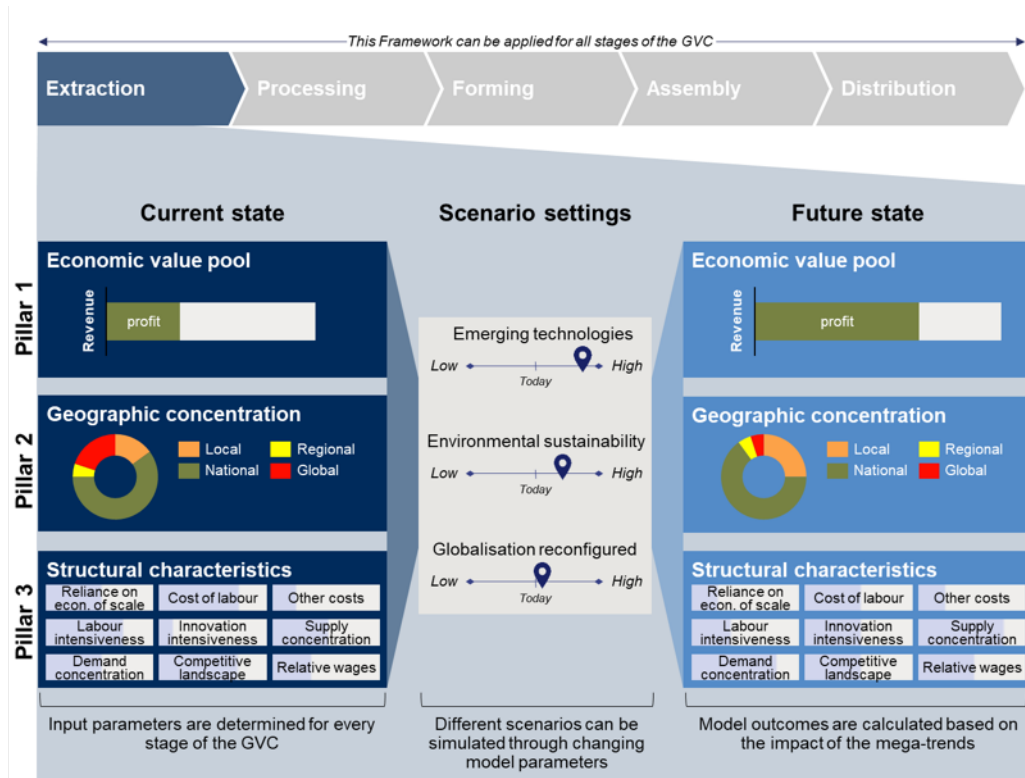 This Framework can be applied for all stages of the GVC
Extraction
Processing
Forming
Assembly
Distribution
Current state
Scenario settings
Future state
Pillar 1
Economic value pool
Revenue
profit
Pillar 2
Geographic concentration
Local
Regional
National
Global
Pillar 3
Structural characteristics
Reliance on
econ. of scale
Cost of labour
Other costs
Labour
intensiveness
Innovation
intensiveness
Supply
concentration
Demand
concentration
Competitive
landscape
Relative wages
Input parameters are determined for every
stage of the GVC
Emerging technologies
Low
High
Today
Environmental sustainability
Low
High
Today
Globalisation reconfigured
Low
High
Today
Different scenarios can be
simulated through changing
model parameters
Economic value pool
Revenue
profit
Geographic concentration
Local
Regional
National
Global
Structural characteristics
Reliance on
econ. of scale
Cost of labour
Other costs
Labour
intensiveness
Innovation
intensiveness
Supply
concentration
Demand
concentration
Competitive
landscape
Relative wages
Model outcomes are calculated based on
the impact of the mega-trends